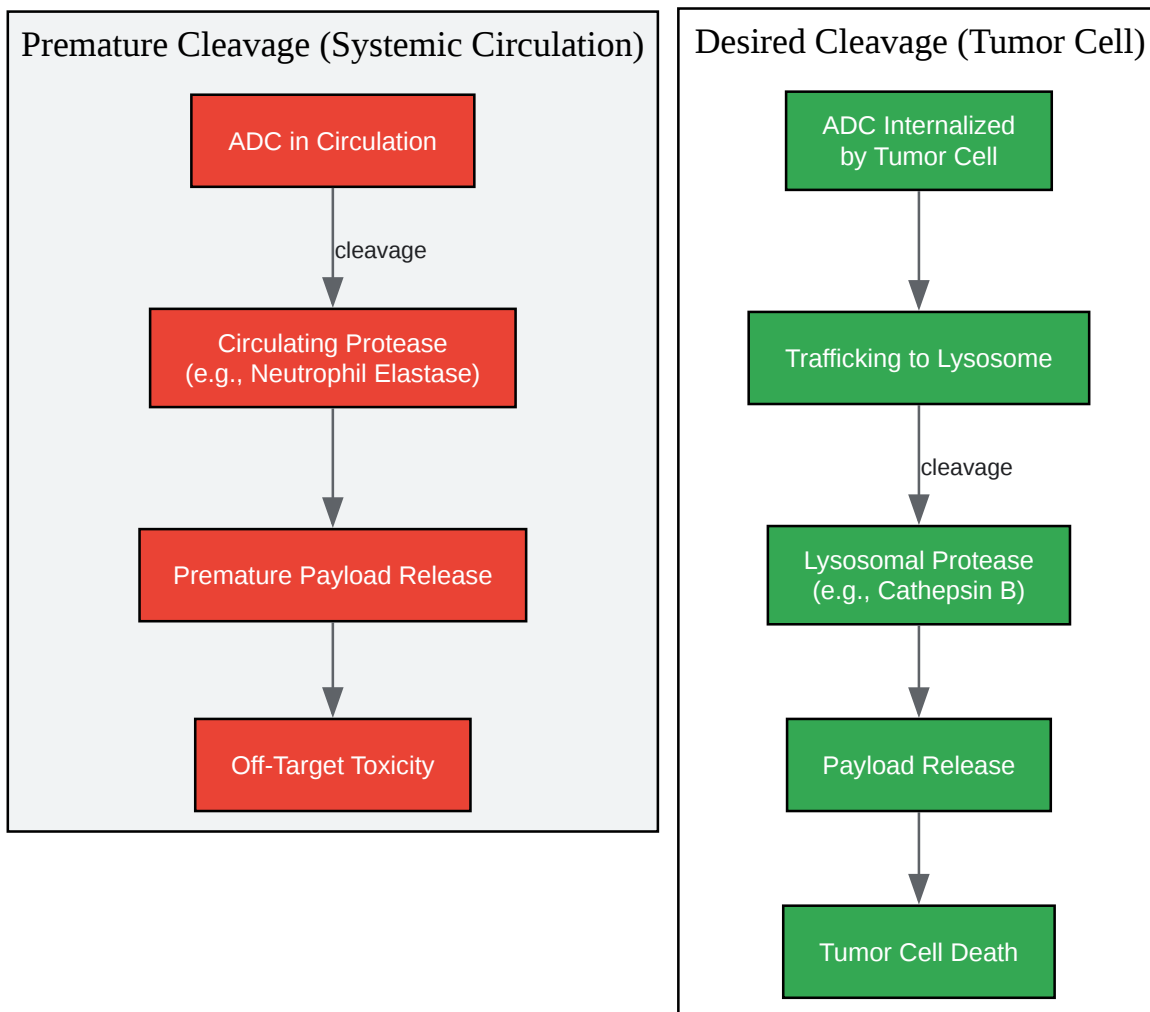 Premature Cleavage (Systemic Circulation)
ADC in Circulation
cleavage
Circulating Protease
(e.g., Neutrophil Elastase)
Premature Payload Release
Off-Target Toxicity
Desired Cleavage (Tumor Cell)
ADC Internalized
by Tumor Cell
Trafficking to Lysosome
cleavage
Lysosomal Protease
(e.g., Cathepsin B)
Payload Release
Tumor Cell Death